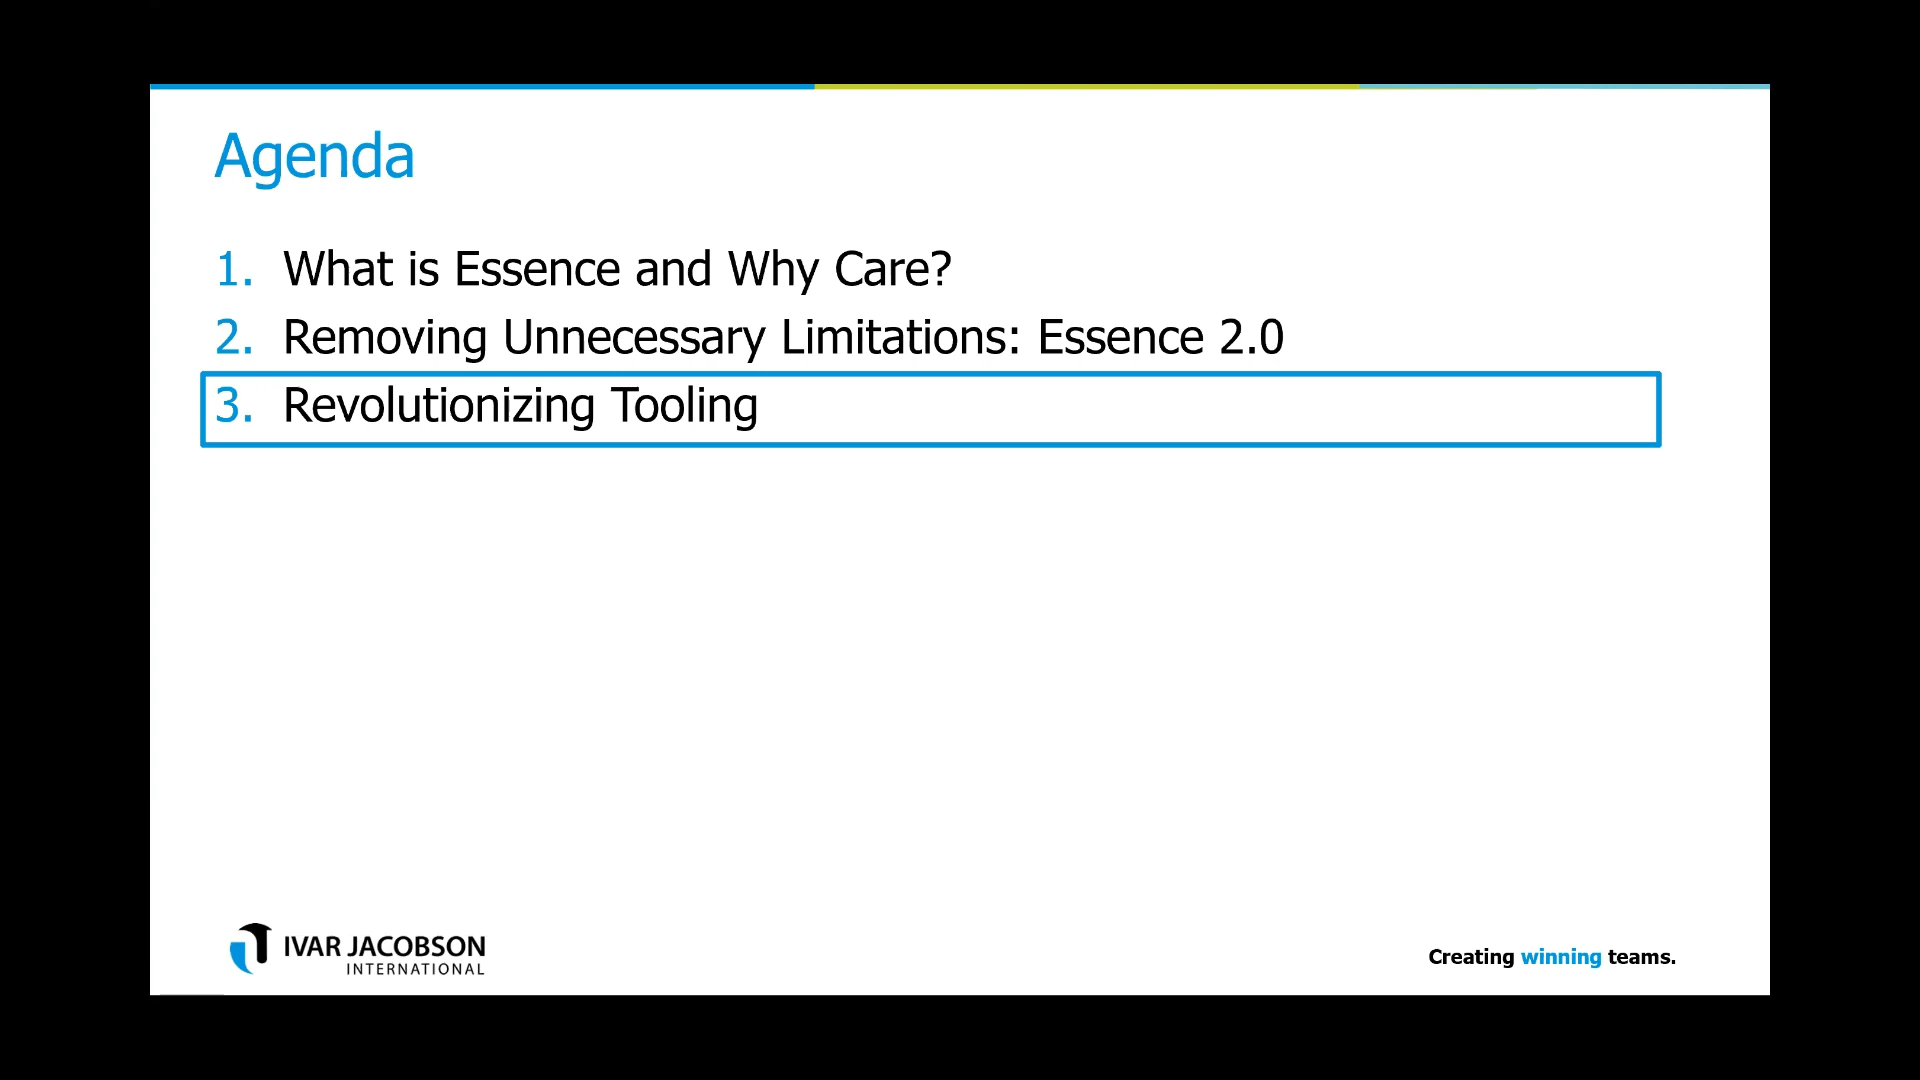 Agenda
1. What is Essence and Why Care?
2. Removing Unnecessary Limitations: Essence 2.0
3. Revolutionizing Tooling
IVAR JACOBSON
INTERNATIONAL
Creating winning teams.